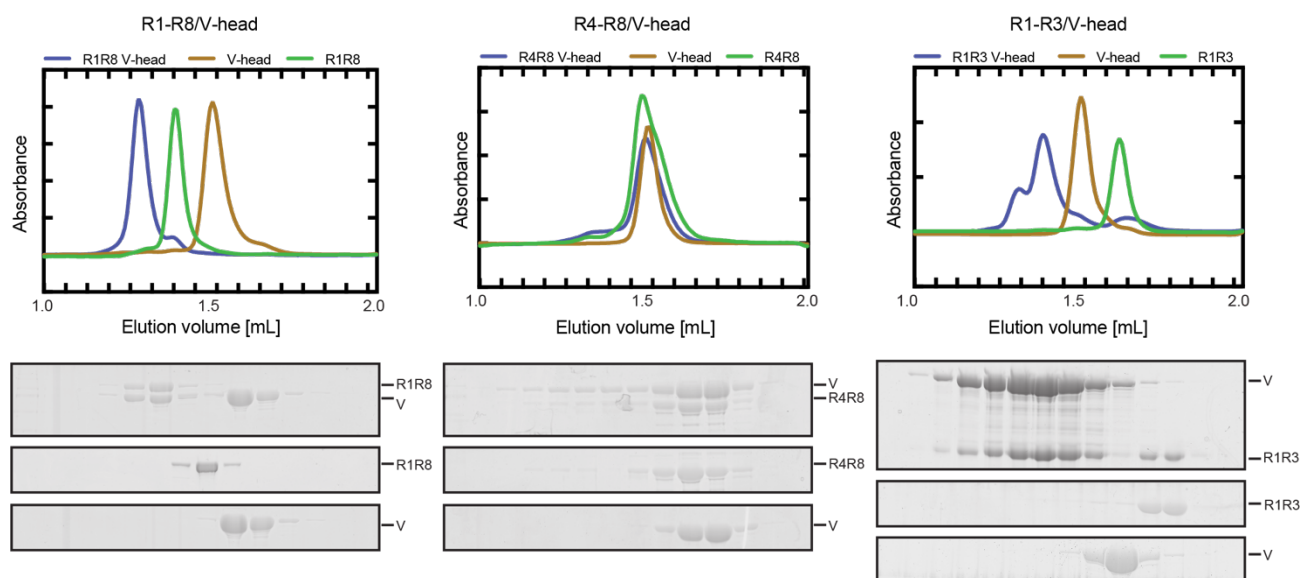 R1-R8/V-head
R1R8 V-head V-head R1R8
Absorbance
1.0 1.5 2.0
Elution volume [mL]
R1R8
V
R1R8
V
R4-R8/V-head
R4R8 V-head V-head R4R8
Absorbance
1.0 1.5 2.0
Elution volume [mL]
V
R4R8
R4R8
V
R1-R3/V-head
R1R3 V-head V-head R1R3
Absorbance
1.0 1.5 2.0
Elution volume [mL]
V
R1R3
R1R3
V